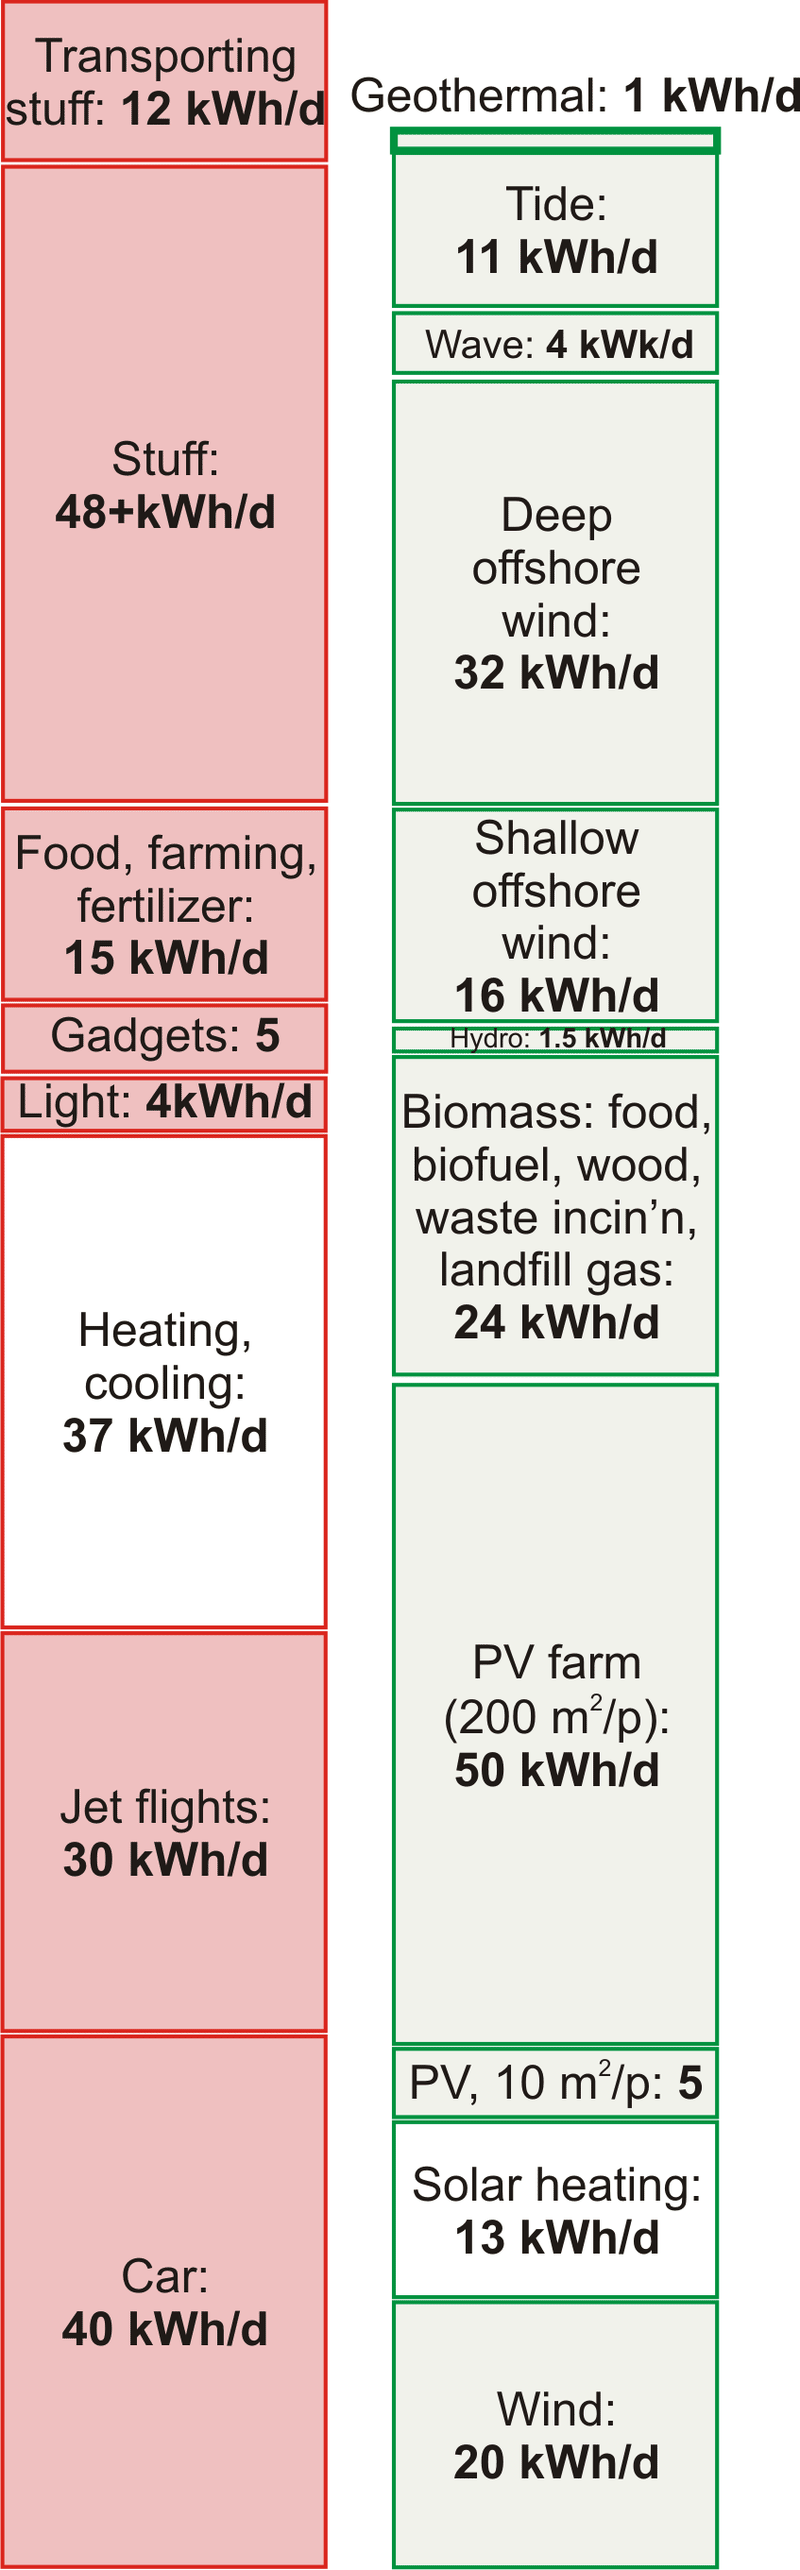 Transporting
stuff: 12 kWh/d
Stuff:
48+kWh/d
Food, farming,
fertilizer:
15 kWh/d
Gadgets: 5
Light: 4kWh/d
Heating,
cooling:
37 kWh/d
Jet flights:
30 kWh/d
Car:
40 kWh/d
Geothermal: 1 kWh/d
Tide:
11 kWh/d
Wave: 4 kWk/d
Deep
offshore
wind:
32 kWh/d
Shallow
offshore
wind:
16 kWh/d
Hydro: 1.5 kWh/d
Biomass: food,
biofuel, wood,
waste incin’n,
landfill gas:
24 kWh/d
PV farm
(200 m²/p):
50 kWh/d
PV, 10 m²/p: 5
Solar heating:
13 kWh/d
Wind:
20 kWh/d